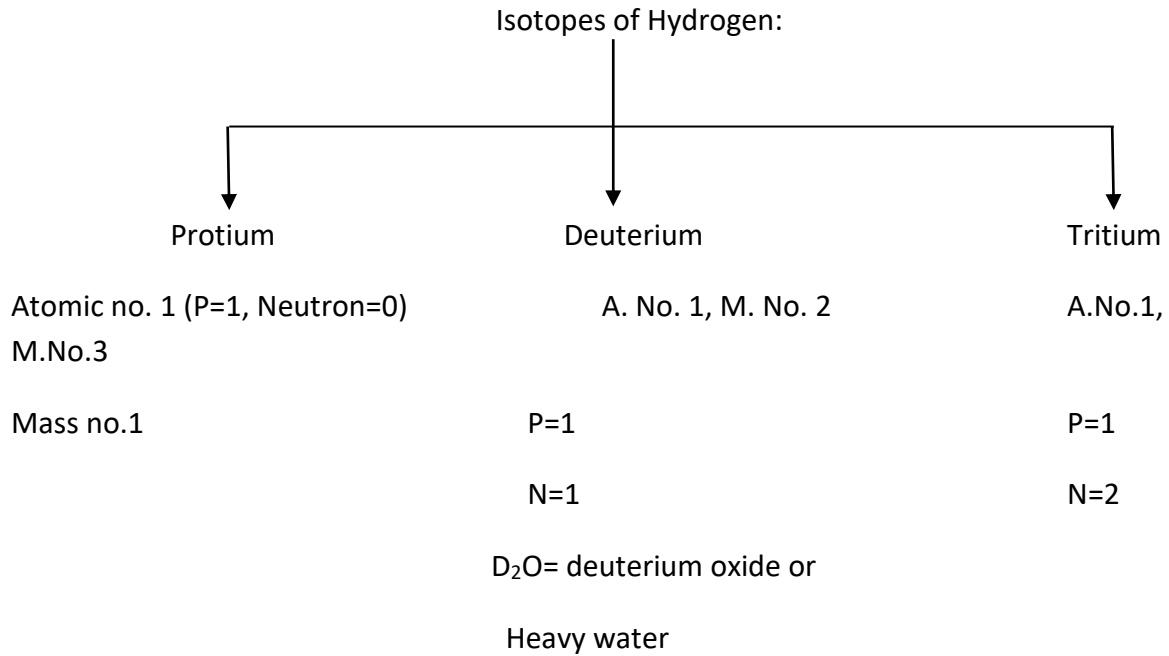 Isotopes of Hydrogen:
Protium Deuterium Tritium
Atomic no. 1 (P=1, Neutron=0) A. No. 1, M. No. 2 A.No.1,
M.No.3
Mass no.1 P=1 P=1
N=1 N=2
D₂O= deuterium oxide or
Heavy water